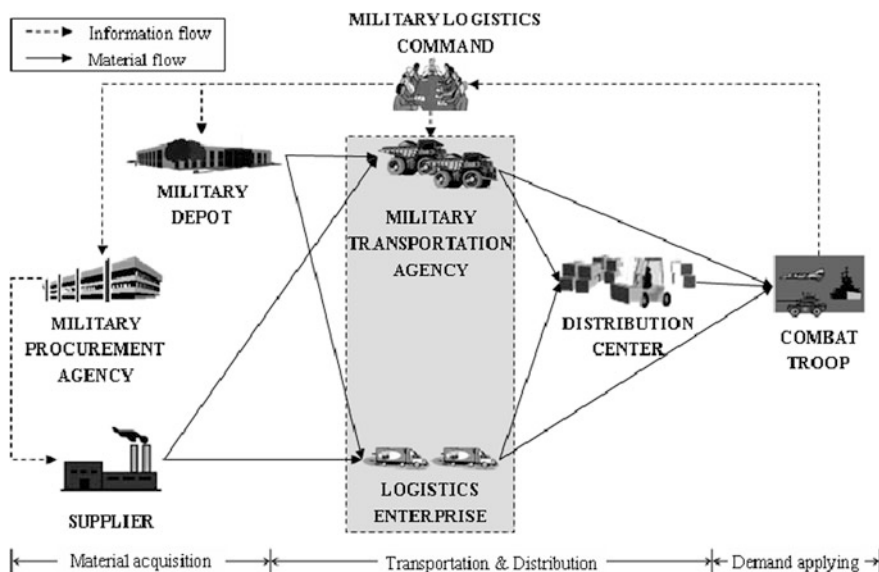 Information flow
Material flow
MILITARY LOGISTICS
COMMAND
MILITARY
DEPOT
MILITARY
TRANSPORTATION
AGENCY
MILITARY
PROCUREMENT
AGENCY
DISTRIBUTION
CENTER
COMBAT
TROOP
SUPPLIER
LOGISTICS
ENTERPRISE
Material acquisition
Transportation & Distribution
Demand applying